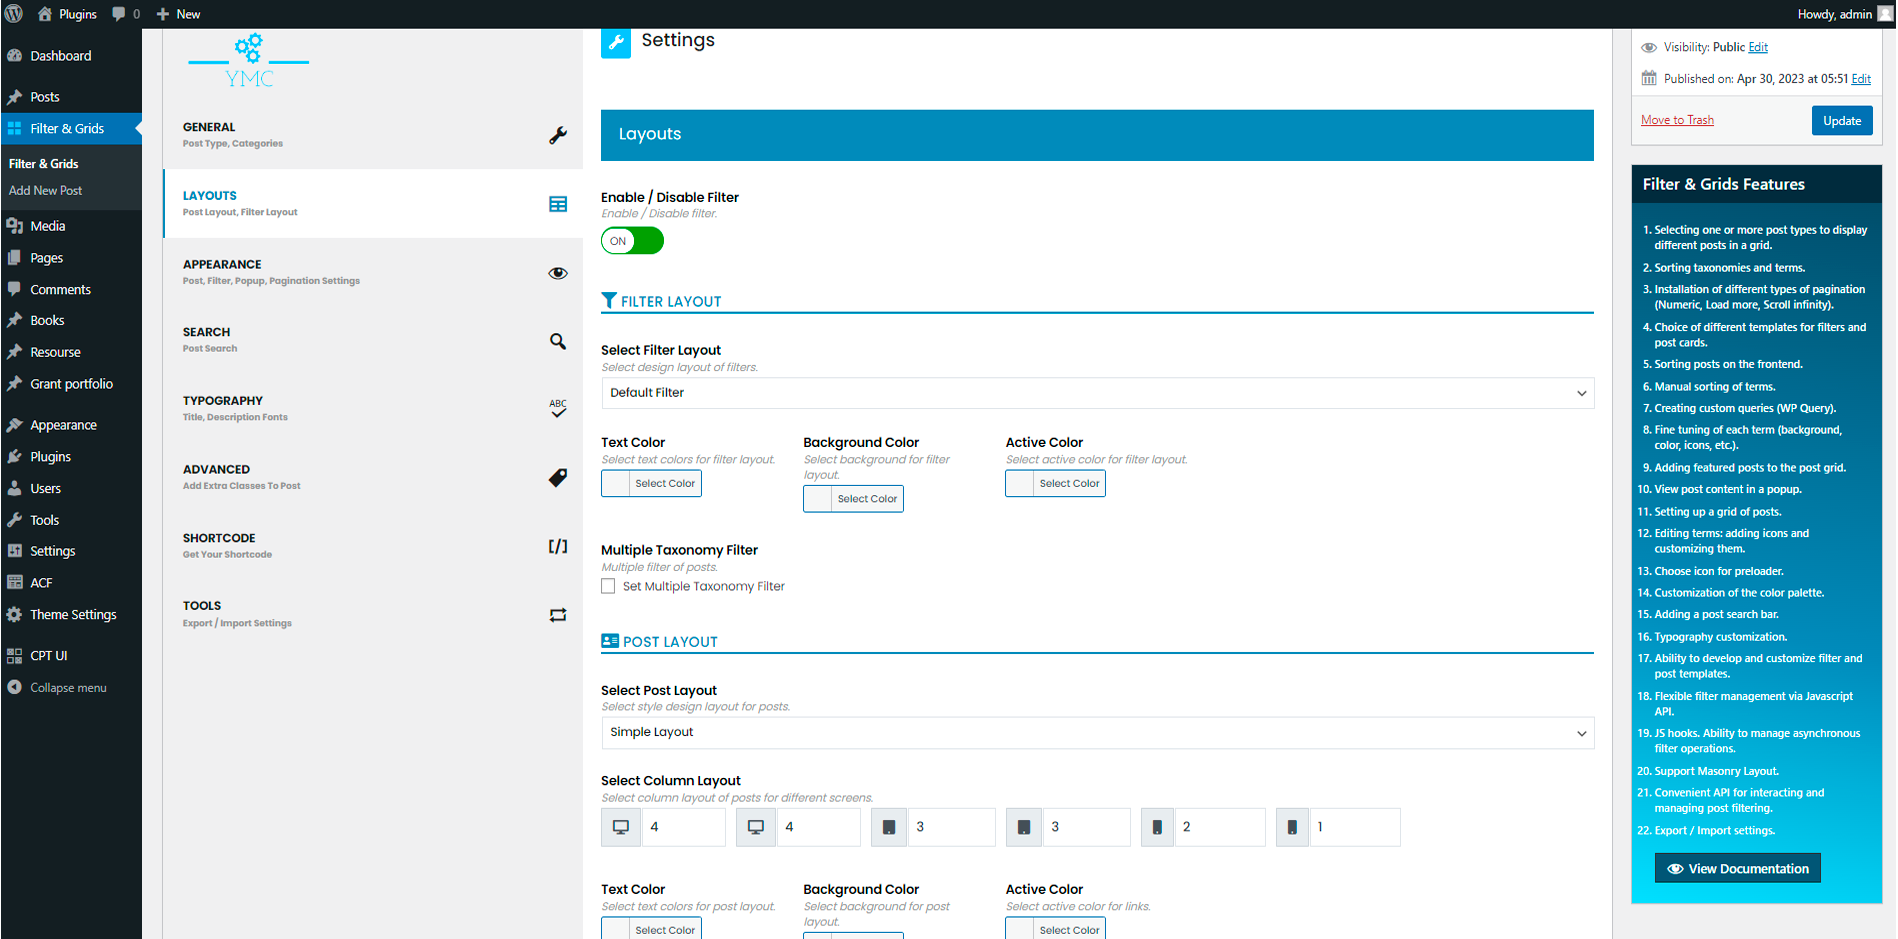 Plugins
0
New
Howdy, admin
Dashboard
Posts
Filter & Grids
Filter & Grids
Add New Post
Media
Pages
Comments
Books
Resourse
Grant portfolio
Appearance
Plugins
Users
Tools
Settings
ACF
Theme Settings
CPT UI
Collapse menu
YMC
GENERAL
Post Type, Categories
LAYOUTS
Post Layout, Filter Layout
APPEARANCE
Post, Filter, Popup, Pagination Settings
SEARCH
Post Search
TYPOGRAPHY
Title, Description Fonts
ABC
ADVANCED
Add Extra Classes To Post
SHORTCODE
Get Your Shortcode
[/]
TOOLS
Export / Import Settings
Settings
Layouts
Enable / Disable Filter
Enable / Disable filter.
ON
FILTER LAYOUT
Select Filter Layout
Select design layout of filters.
Default Filter
Text Color
Select text colors for filter layout.
Select Color
Background Color
Select background for filter
layout.
Select Color
Active Color
Select active color for filter layout.
Select Color
Multiple Taxonomy Filter
Multiple filter of posts.
Set Multiple Taxonomy Filter
POST LAYOUT
Select Post Layout
Select style design layout for posts.
Simple Layout
Select Column Layout
Select column layout of posts for different screens.
4
4
3
3
2
1
Text Color
Select text colors for post layout.
Select Color
Background Color
Select background for post
layout.
Active Color
Select active color for links.
Select Color
Visibility: Public Edit
Published on: Apr 30, 2023 at 05:51 Edit
Move to Trash
Update
Filter & Grids Features
1. Selecting one or more post types to display
different posts in a grid.
2. Sorting taxonomies and terms.
3. Installation of different types of pagination
(Numeric, Load more, Scroll infinity).
4. Choice of different templates for filters and
post cards.
5. Sorting posts on the frontend.
6. Manual sorting of terms.
7. Creating custom queries (WP Query).
8. Fine tuning of each term (background,
color, icons, etc.).
9. Adding featured posts to the post grid.
10. View post content in a popup.
11. Setting up a grid of posts.
12. Editing terms: adding icons and
customizing them.
13. Choose icon for preloader.
14. Customization of the color palette.
15. Adding a post search bar.
16. Typography customization.
17. Ability to develop and customize filter and
post templates.
18. Flexible filter management via Javascript
API.
19. JS hooks. Ability to manage asynchronous
filter operations.
20. Support Masonry Layout.
21. Convenient API for interacting and
managing post filtering.
22. Export / Import settings.
View Documentation